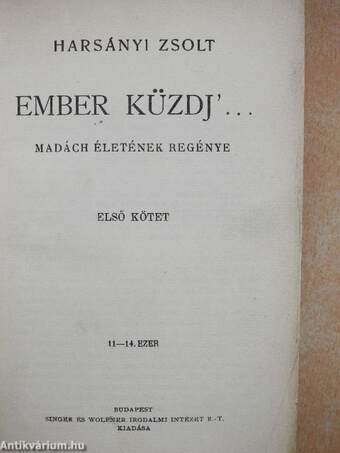 HARSÁNYI ZSOLT
EMBER KÜZDJ'...
MADÁCH ÉLETÉNEK REGÉNYE
ELSŐ KÖTET
11—14. EZER
BUDAPEST
SINGER ÉS WOLFNER IRODALMI INTÉZET R.-T.
KIADÁSA
Antikvárium.hu